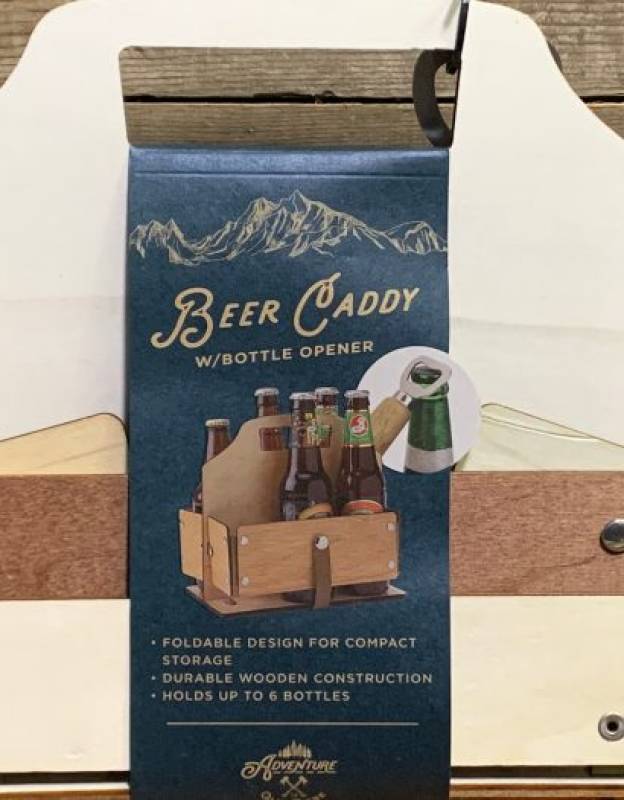 BEER CADDY
W/BOTTLE OPENER
• FOLDABLE DESIGN FOR COMPACT
STORAGE
• DURABLE WOODEN CONSTRUCTION
• HOLDS UP TO 6 BOTTLES
ADVENTURE